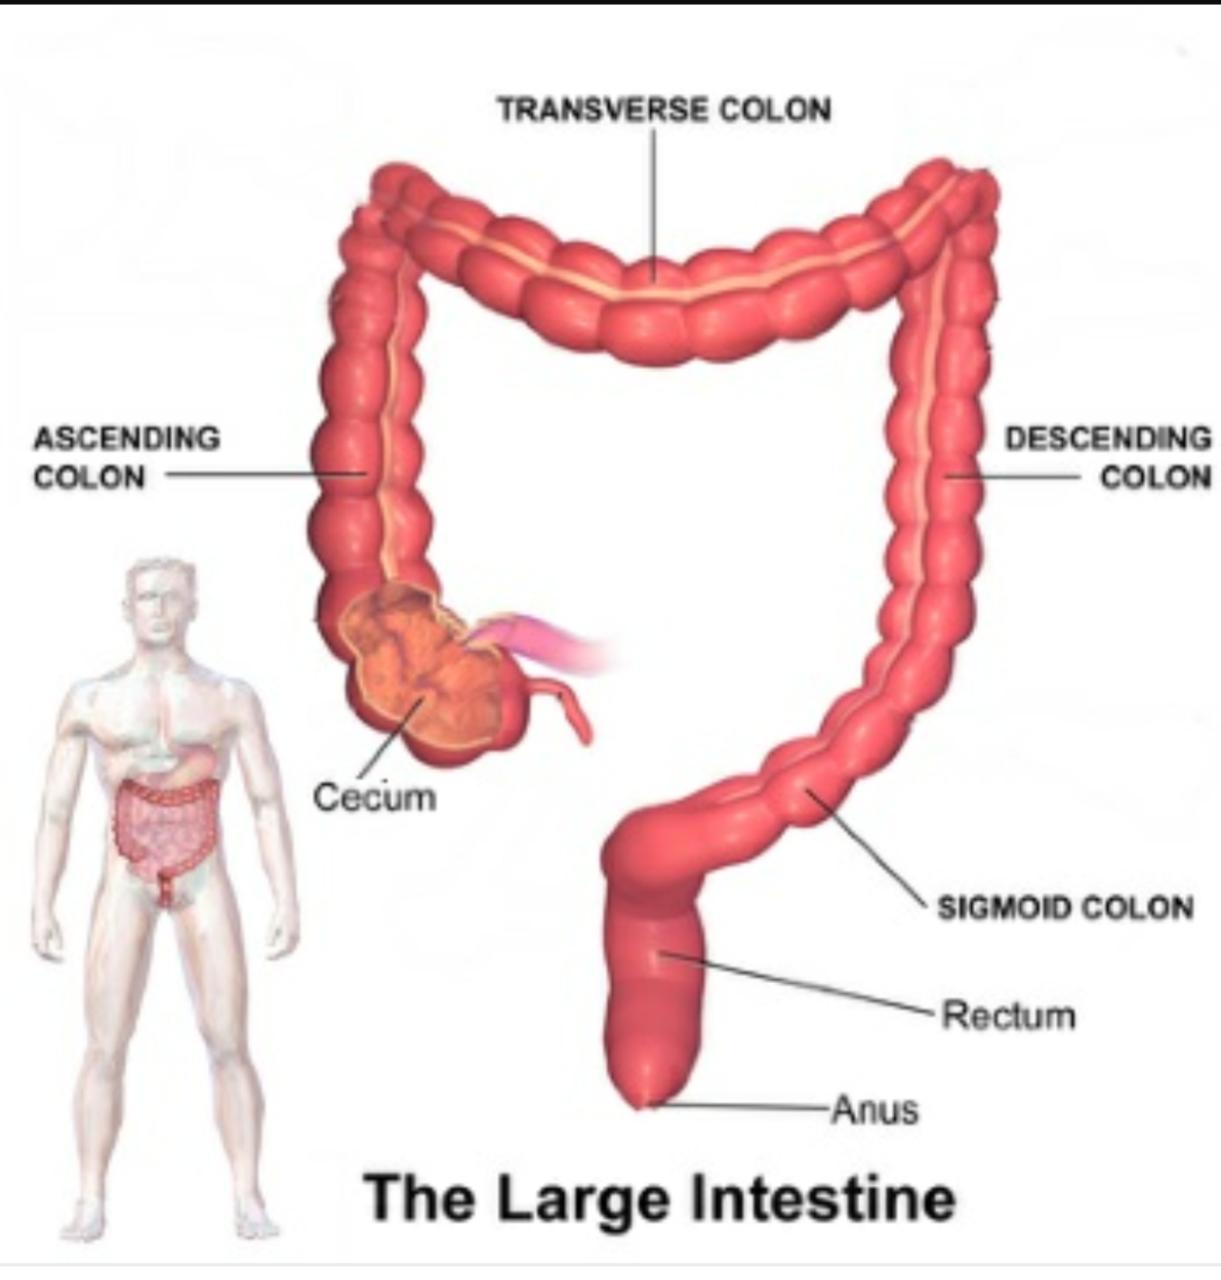 TRANSVERSE COLON
ASCENDING
COLON
DESCENDING
COLON
Cecum
SIGMOID COLON
Rectum
Anus
The Large Intestine